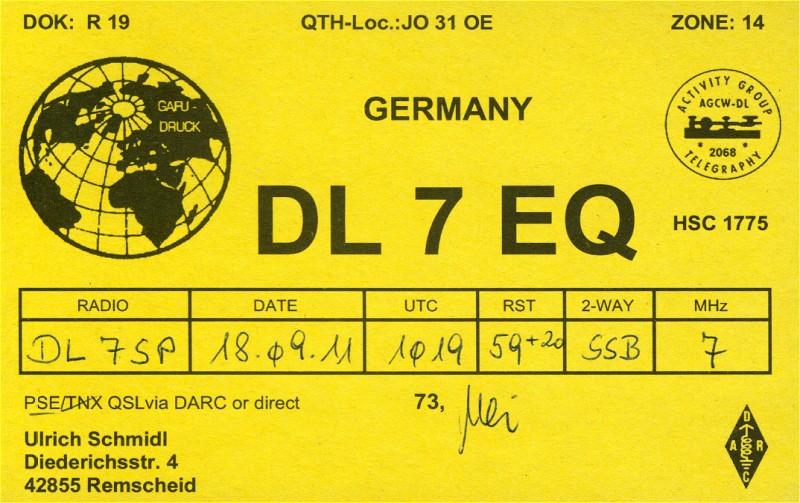 DOK: R 19 QTH-Loc.:JO 31 OE ZONE: 14
GAFU-
DRUCK
GERMANY
ACTIVITY GROUP
AGCW-DL
* 2068 *
TELEGRAPHY
DL 7 EQ
HSC 1775
RADIO DATE UTC RST 2-WAY MHz
DL 7SP 18.09.11 1019 59+20 SSB 7
PSE/TNX QSLvia DARC or direct 73,
Ulrich Schmidl
Diederichsstr. 4
42855 Remscheid
DARC